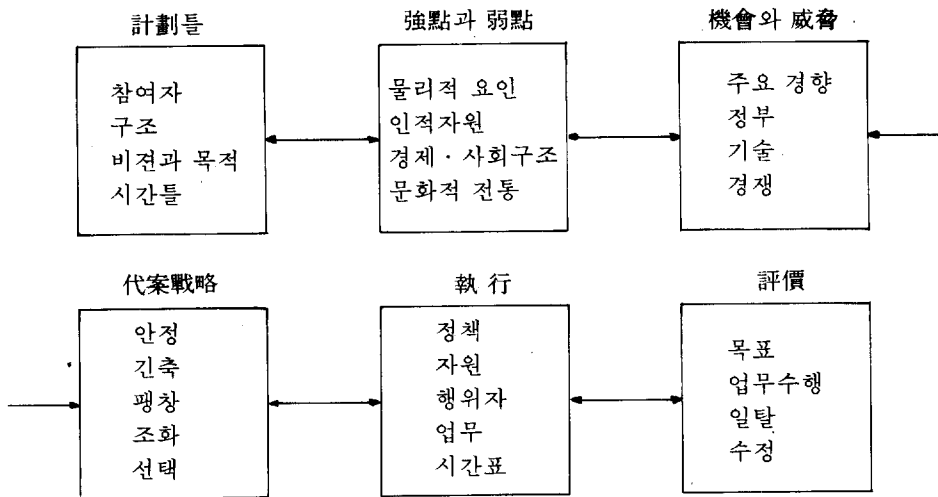 計劃틀
참여자
구조
비젼과 목적
시간틀
強點과 弱點
물리적 요인
인적자원
경제·사회구조
문화적 전통
機會와 威脅
주요 경향
정부
기술
경쟁
代案戰略
안정
긴축
팽창
조화
선택
執行
정책
자원
행위자
업무
시간표
評價
목표
업무수행
일탈
수정